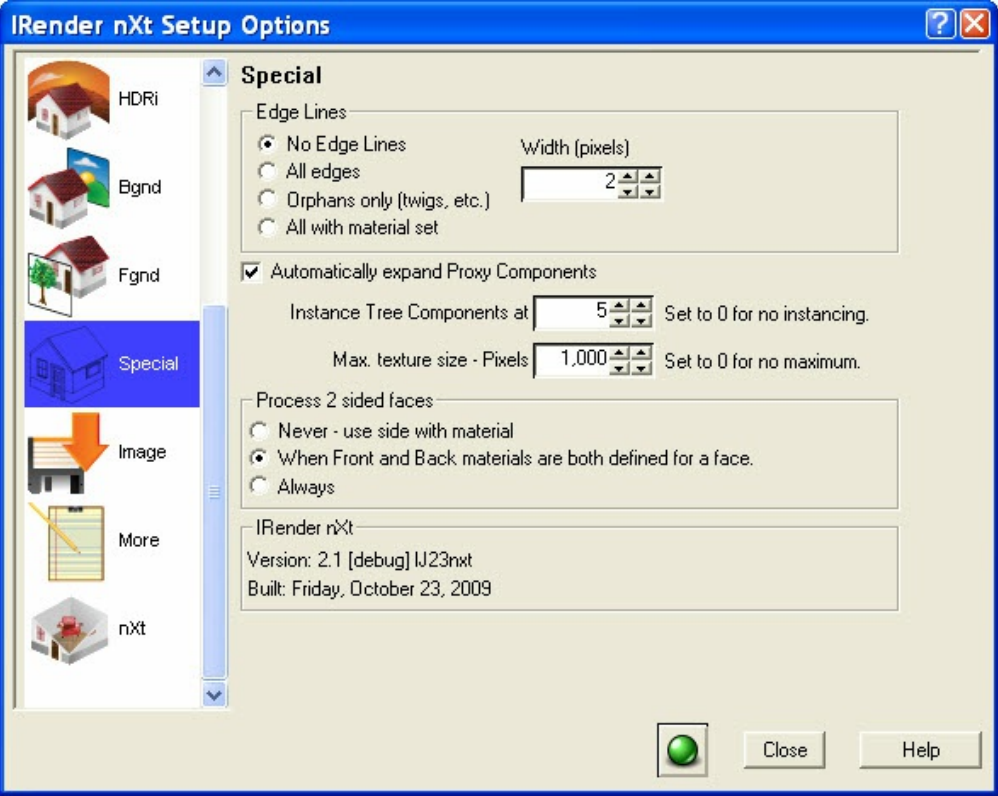 IRender nXt Setup Options
HDRi
Bgnd
Fgnd
Special
Image
More
nXt
Special
Edge Lines
No Edge Lines
All edges
Orphans only (twigs, etc.)
All with material set
Width (pixels)
2
Automatically expand Proxy Components
Instance Tree Components at 5 Set to 0 for no instancing.
Max. texture size - Pixels 1,000 Set to 0 for no maximum.
Process 2 sided faces
Never - use side with material
When Front and Back materials are both defined for a face.
Always
IRender nXt
Version: 2.1 [debug] IJ23nxt
Built: Friday, October 23, 2009
Close Help